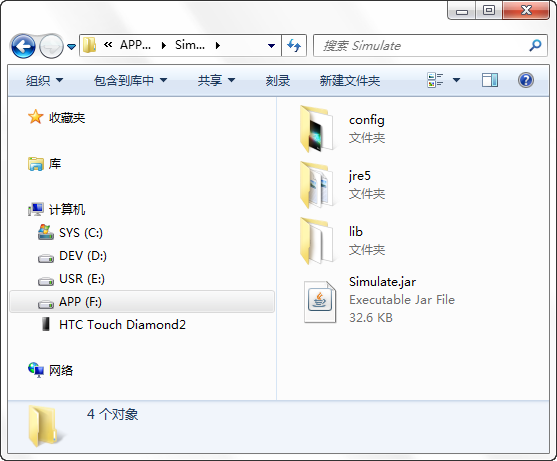 « APP... ▸ Sim... ▸
搜索 Simulate
组织 包含到库中 共享 刻录 新建文件夹
收藏夹
库
计算机
SYS (C:)
DEV (D:)
USR (E:)
APP (F:)
HTC Touch Diamond2
网络
config
文件夹
jre5
文件夹
lib
文件夹
Simulate.jar
Executable Jar File
32.6 KB
4 个对象